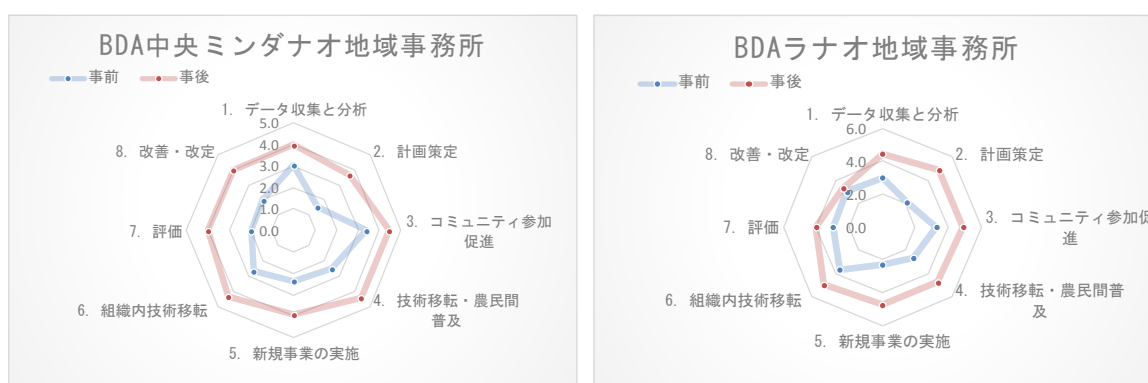 BDA中央ミンダナオ地域事務所
事前 事後
1. データ収集と分析
5.0
4.0
3.0
2.0
1.0
0.0
2. 計画策定
3. コミュニティ参加
促進
4. 技術移転・農民間
普及
5. 新規事業の実施
6. 組織内技術移転
7. 評価
8. 改善・改定
BDAラナオ地域事務所
事前 事後
1. データ収集と分析
6.0
4.0
2.0
0.0
2. 計画策定
3. コミュニティ参加促
進
4. 技術移転・農民間普
及
5. 新規事業の実施
6. 組織内技術移転
7. 評価
8. 改善・改定